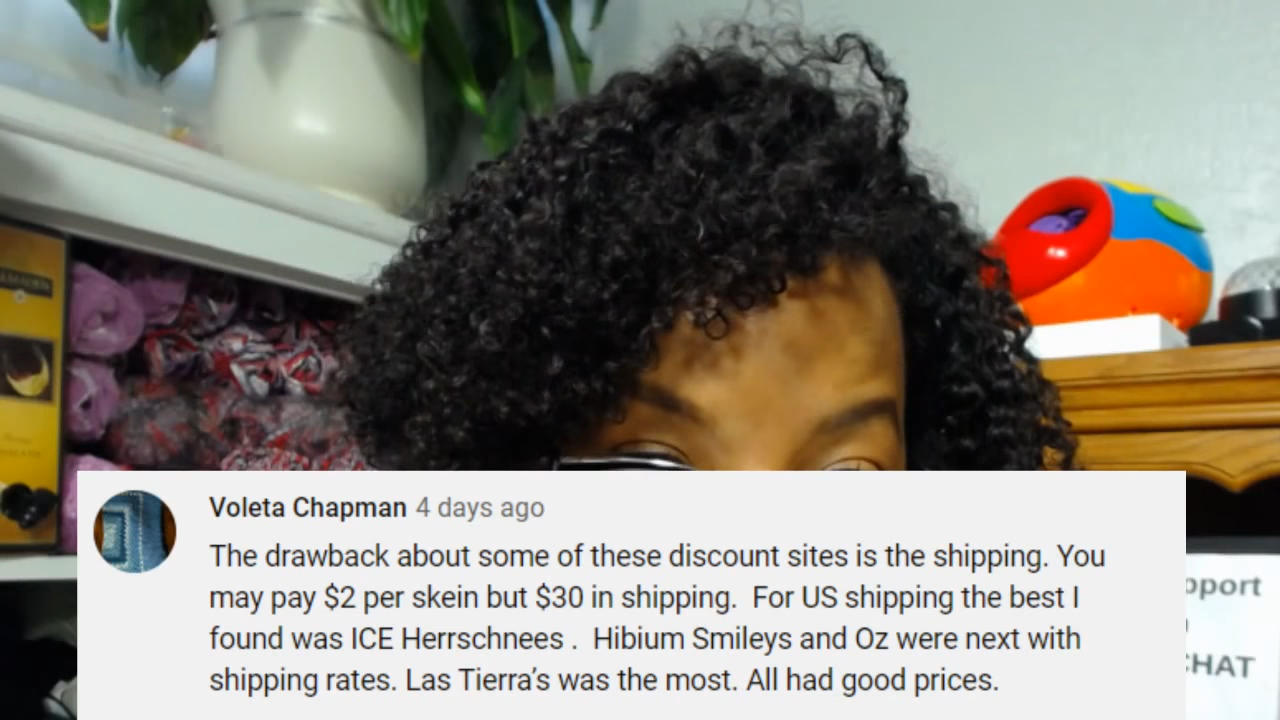 Voleta Chapman 4 days ago
The drawback about some of these discount sites is the shipping. You
may pay $2 per skein but $30 in shipping.  For US shipping the best I
found was ICE Herrschnees .  Hibium Smileys and Oz were next with
shipping rates. Las Tierra’s was the most. All had good prices.
pport
CHAT